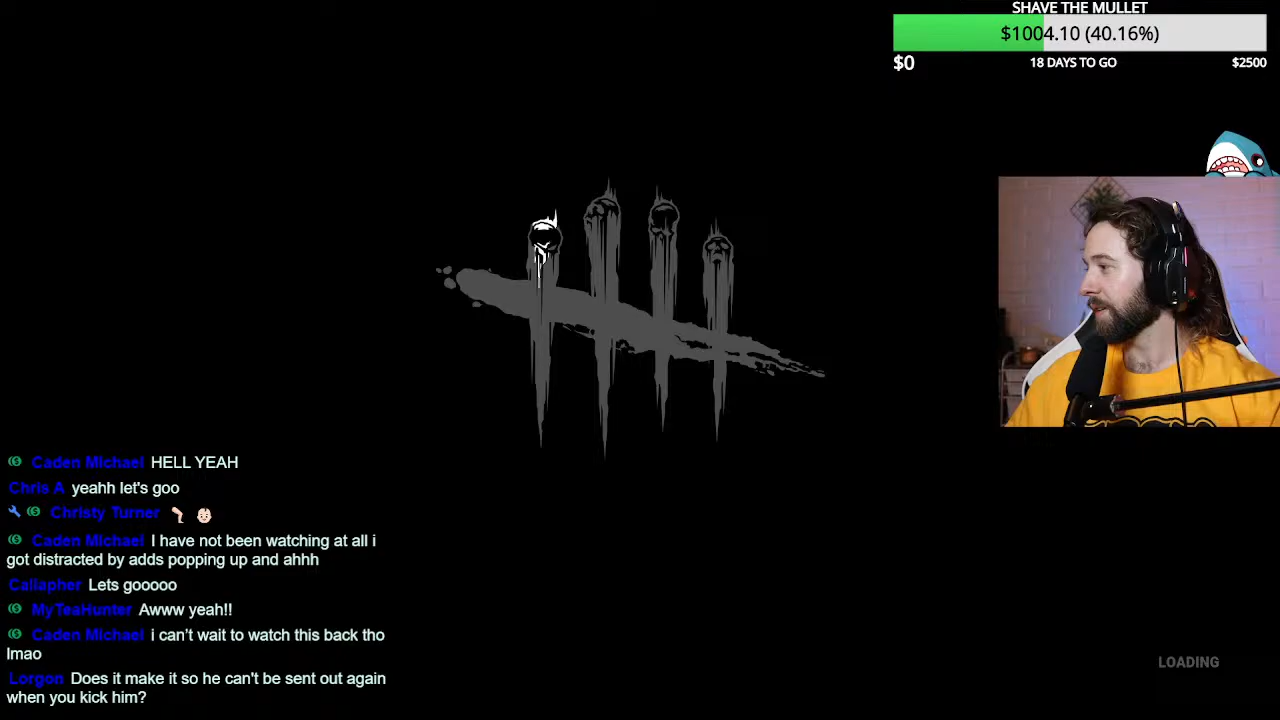 SHAVE THE MULLET
$1004.10 (40.16%)
$0
18 DAYS TO GO
$2500
Caden Michael HELL YEAH
Chris A yeahh let's goo
Christy Turner
Caden Michael I have not been watching at all i
got distracted by adds popping up and ahhh
Callapher Lets gooooo
MyTeaHunter Awww yeah!!
Caden Michael i can't wait to watch this back tho
lmao
Lorgon Does it make it so he can't be sent out again
when you kick him?
LOADING